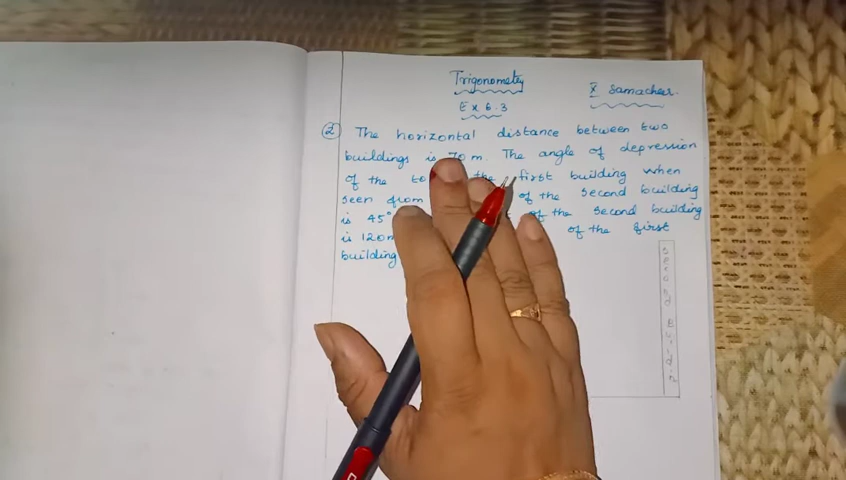 Trigonometry
Ex 6.3
X Samacheer.
② The horizontal distance between two
buildings is 70 m. The angle of depression
of the the first building when
seen from of the second building
is 45° of the second building
is 120m of the first
building
second Buildi